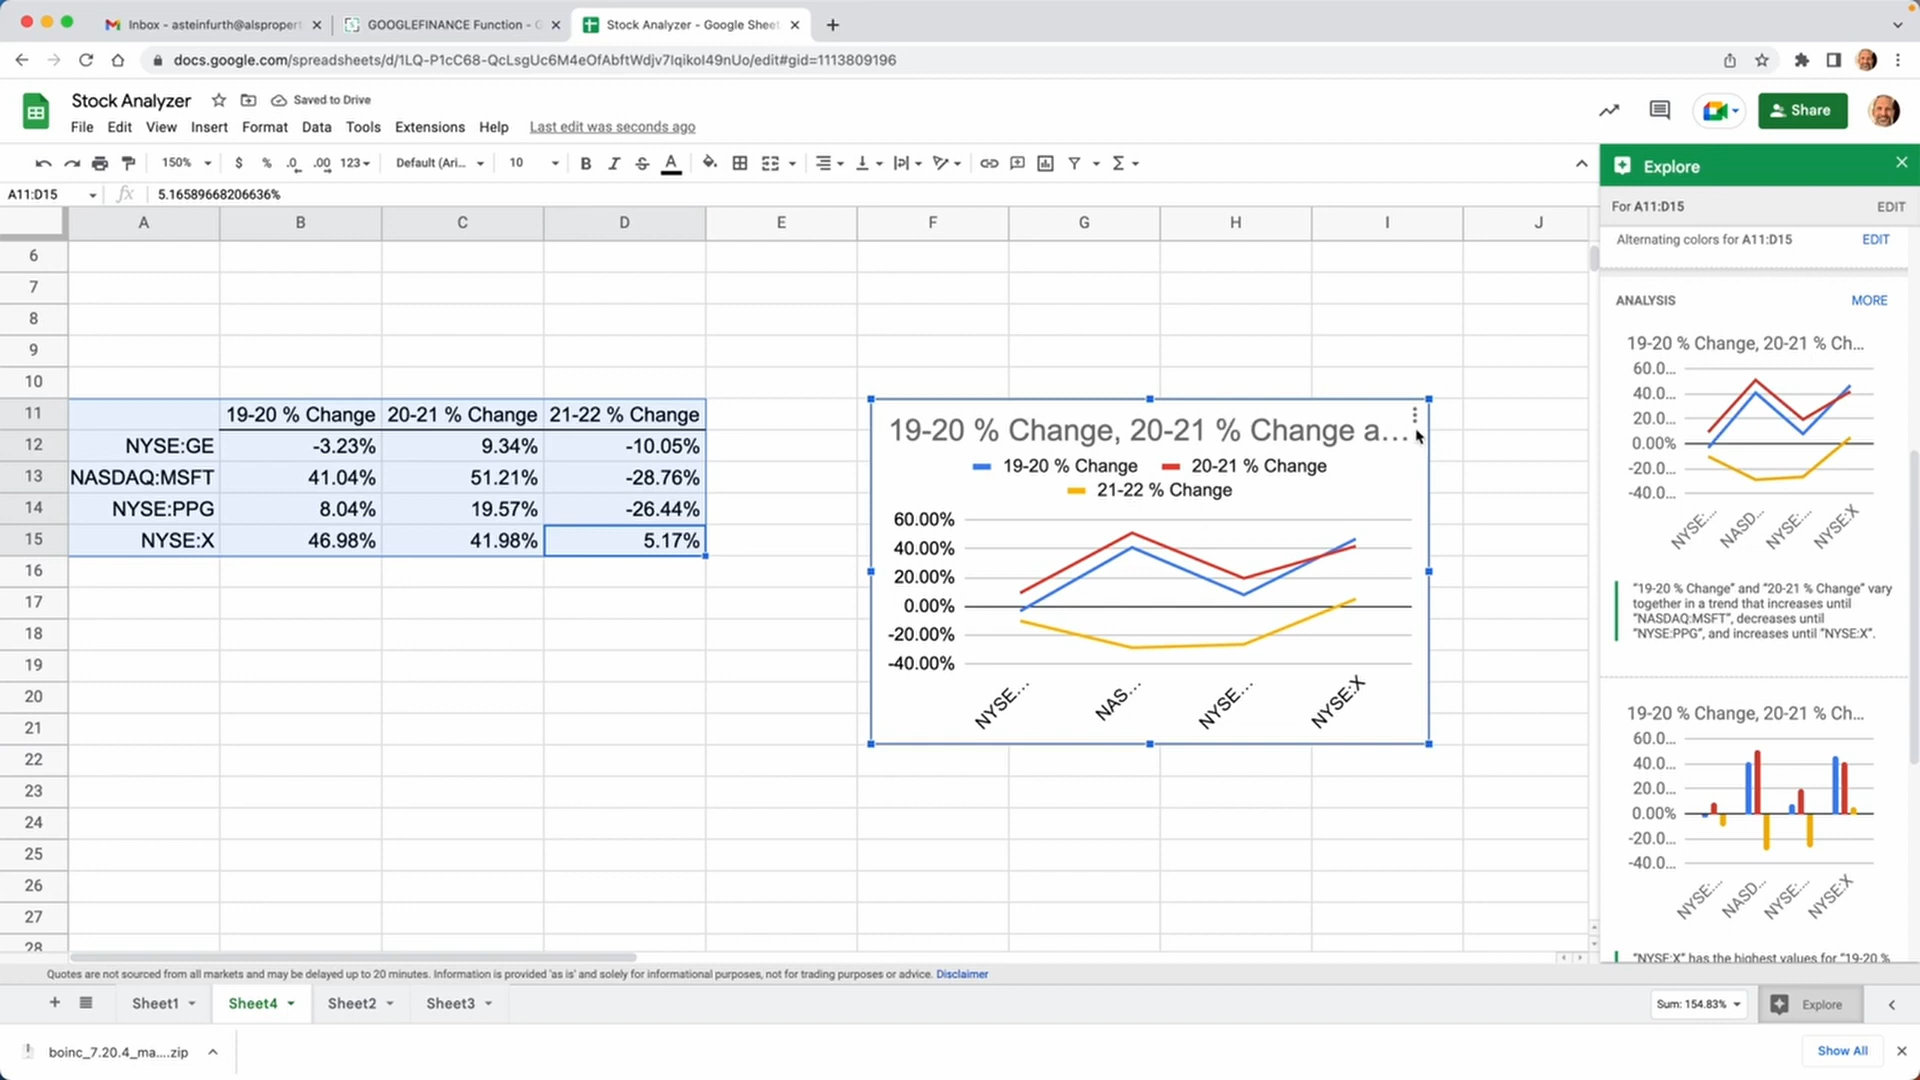 Inbox - asteinfurth@alspropert
GOOGLEFINANCE Function -
Stock Analyzer - Google Sheet
docs.google.com/spreadsheets/d/1LQ-P1cC68-QcLsgUc6M4eOfAbftWdjv7lqikol49nUo/edit#gid=1113809196
Stock Analyzer
Saved to Drive
Share
File Edit View Insert Format Data Tools Extensions Help Last edit was seconds ago
150% $ % .0 .00 123 Default (Ari... 10 B I S A
Explore
A11:D15 fx 5.16589668206636%
For A11:D15 EDIT
A B C D E F G H I J
Alternating colors for A11:D15 EDIT
6
7
8
9
10
11 19-20 % Change 20-21 % Change 21-22 % Change
12 NYSE:GE -3.23% 9.34% -10.05%
13 NASDAQ:MSFT 41.04% 51.21% -28.76%
14 NYSE:PPG 8.04% 19.57% -26.44%
15 NYSE:X 46.98% 41.98% 5.17%
16
17
18
19
20
21
22
23
24
25
26
27
28
19-20 % Change, 20-21 % Change a...
19-20 % Change 20-21 % Change
21-22 % Change
60.00%
40.00%
20.00%
0.00%
-20.00%
-40.00%
NYSE... NAS... NYSE... NYSE:X
ANALYSIS MORE
19-20 % Change, 20-21 % Ch...
60.0...
40.0...
20.0...
0.00%
-20.0...
-40.0...
NYSE:... NASD... NYSE:... NYSE:X
"19-20 % Change" and "20-21 % Change" vary
together in a trend that increases until
"NASDAQ:MSFT", decreases until
"NYSE:PPG", and increases until "NYSE:X".
19-20 % Change, 20-21 % Ch...
60.0...
40.0...
20.0...
0.00%
-20.0...
-40.0...
NYSE:... NASD... NYSE:... NYSE:X
"NYSE:X" has the highest values for "19-20 %
Quotes are not sourced from all markets and may be delayed up to 20 minutes. Information is provided 'as is' and solely for informational purposes, not for trading purposes or advice. Disclaimer
Sheet1 Sheet4 Sheet2 Sheet3
Sum: 154.83%
Explore
boinc_7.20.4_ma....zip
Show All